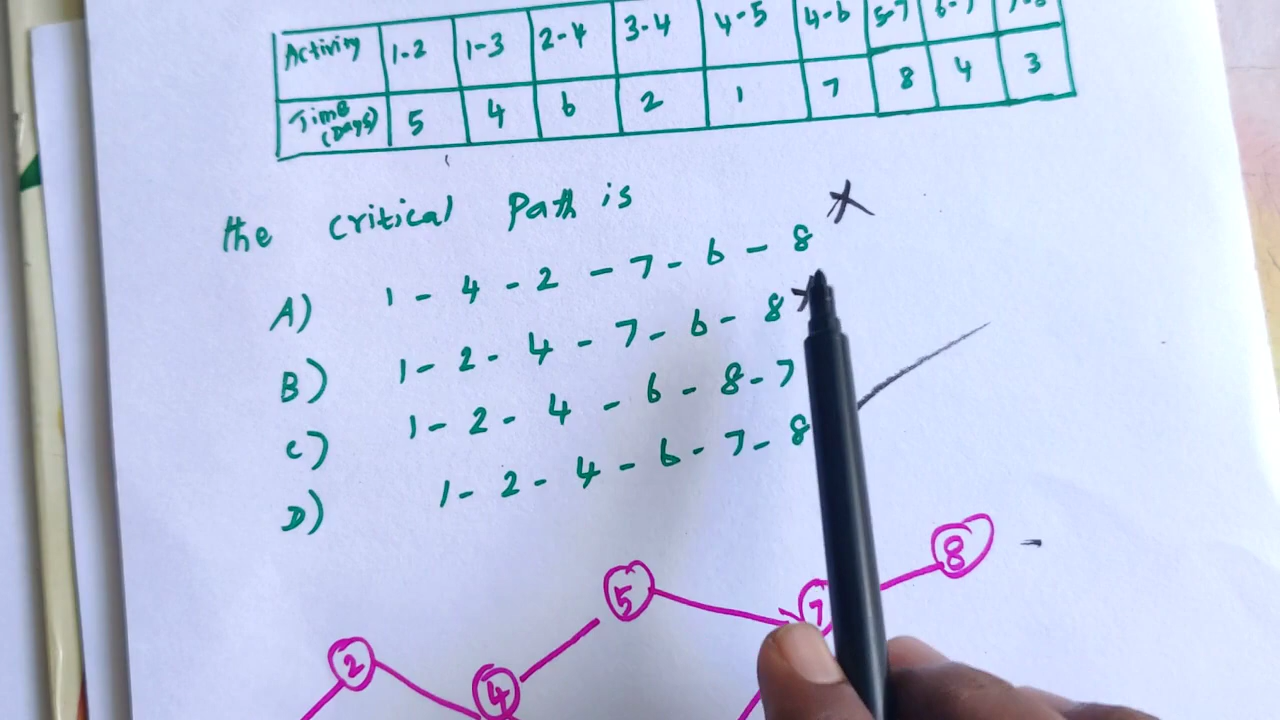 Activity 1-2 1-3 2-4 3-4 4-5 4-6 5-7
Time (Days) 5 4 6 2 1 7 8 4 3
the critical Path is
A) 1 - 4 - 2 - 7 - 6 - 8
B) 1 - 2 - 4 - 7 - 6 - 8
C) 1 - 2 - 4 - 6 - 8 - 7
D) 1 - 2 - 4 - 6 - 7 - 8
8
5
7
2
4